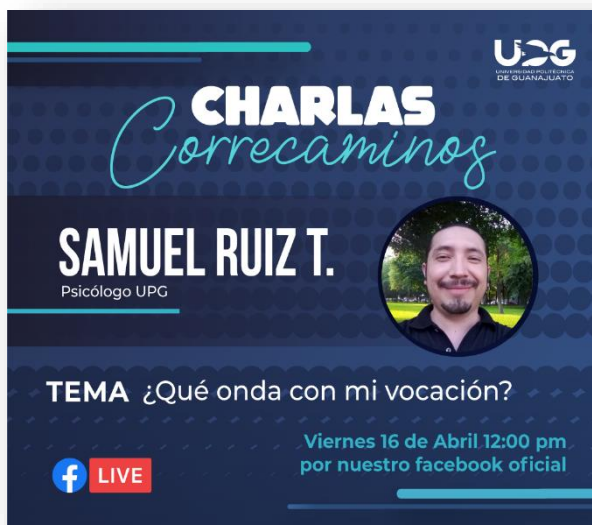 UPG
UNIVERSIDAD POLITÉCNICA
DE GUANAJUATO
CHARLAS
Correcaminos
SAMUEL RUIZ T.
Psicólogo UPG
TEMA ¿Qué onda con mi vocación?
Viernes 16 de Abril 12:00 pm
por nuestro facebook oficial
f LIVE